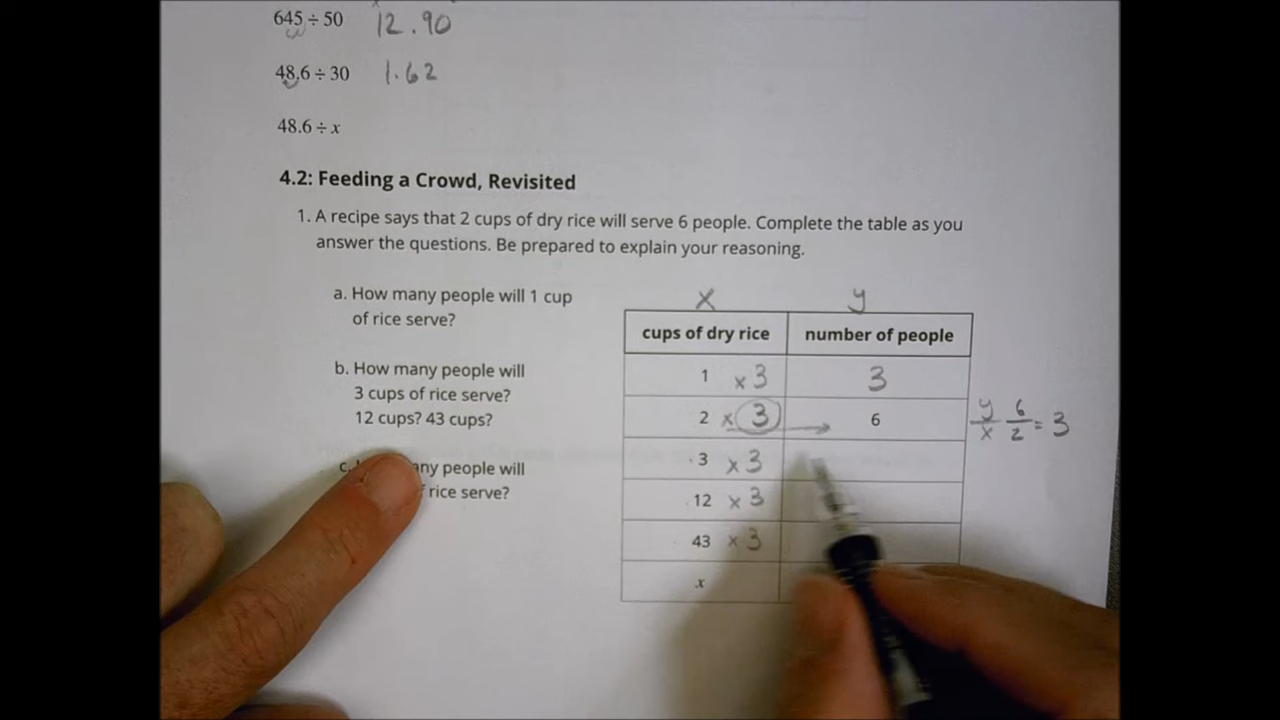 645 ÷ 50 12.90
48.6 ÷ 30 1.62
48.6 ÷ x
4.2: Feeding a Crowd, Revisited
1. A recipe says that 2 cups of dry rice will serve 6 people. Complete the table as you
answer the questions. Be prepared to explain your reasoning.
a. How many people will 1 cup
of rice serve?
b. How many people will
3 cups of rice serve?
12 cups? 43 cups?
c. any people will
rice serve?
x y
cups of dry rice number of people
1 x 3 3
2 x 3 → 6 y/x 6/2 = 3
3 x 3
12 x 3
43 x 3
x